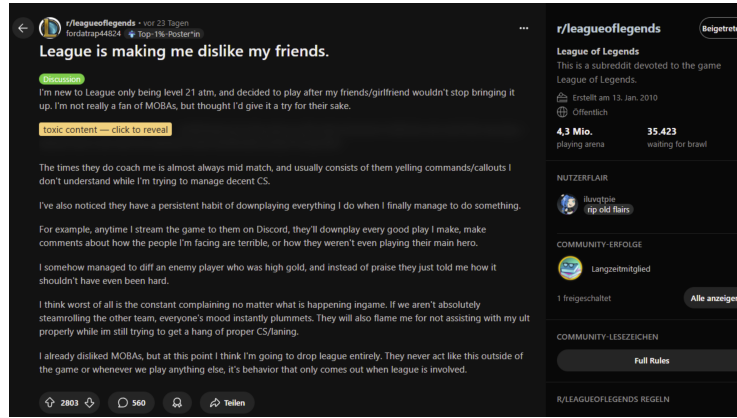 r/leagueoflegends • vor 23 Tagen
fordatrap44824 Top-1%-Poster*in
League is making me dislike my friends.
Discussion
I'm new to League only being level 21 atm, and decided to play after my friends/girlfriend wouldn't stop bringing it
up. I'm not really a fan of MOBAs, but thought I'd give it a try for their sake.
toxic content — click to reveal
The times they do coach me is almost always mid match, and usually consists of them yelling commands/callouts I
don't understand while I'm trying to manage decent CS.
I've also noticed they have a persistent habit of downplaying everything I do when I finally manage to do something.
For example, anytime I stream the game to them on Discord, they'll downplay every good play I make, make
comments about how the people I'm facing are terrible, or how they weren't even playing their main hero.
I somehow managed to diff an enemy player who was high gold, and instead of praise they just told me how it
shouldn't have even been hard.
I think worst of all is the constant complaining no matter what is happening ingame. If we aren't absolutely
steamrolling the other team, everyone's mood instantly plummets. They will also flame me for not assisting with my ult
properly while im still trying to get a hang of proper CS/laning.
I already disliked MOBAs, but at this point I think I'm going to drop league entirely. They never act like this outside of
the game or whenever we play anything else, it's behavior that only comes out when league is involved.
2803
560
Teilen
r/leagueoflegends
Beigetrete
League of Legends
This is a subreddit devoted to the game
League of Legends.
Erstellt am 13. Jan. 2010
Öffentlich
4,3 Mio. 35.423
playing arena waiting for brawl
NUTZERFLAIR
iluvqtpie
rip old flairs
COMMUNITY-ERFOLGE
Langzeitmitglied
1 freigeschaltet
Alle anzeigen
COMMUNITY-LESEZEICHEN
Full Rules
R/LEAGUEOFLEGENDS REGELN